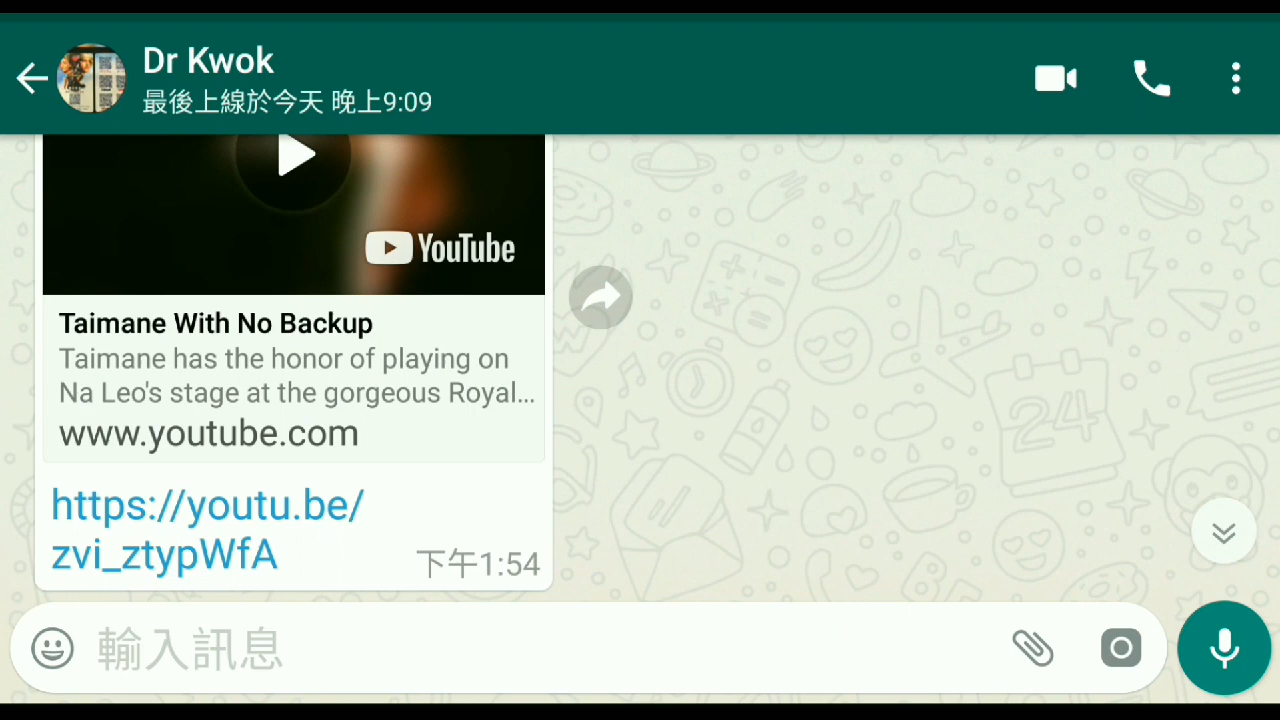 Dr Kwok
最後上線於今天 晚上9:09
YouTube
Taimane With No Backup
Taimane has the honor of playing on
Na Leo's stage at the gorgeous Royal...
www.youtube.com
https://youtu.be/
zvi_ztypWfA
下午1:54
輸入訊息